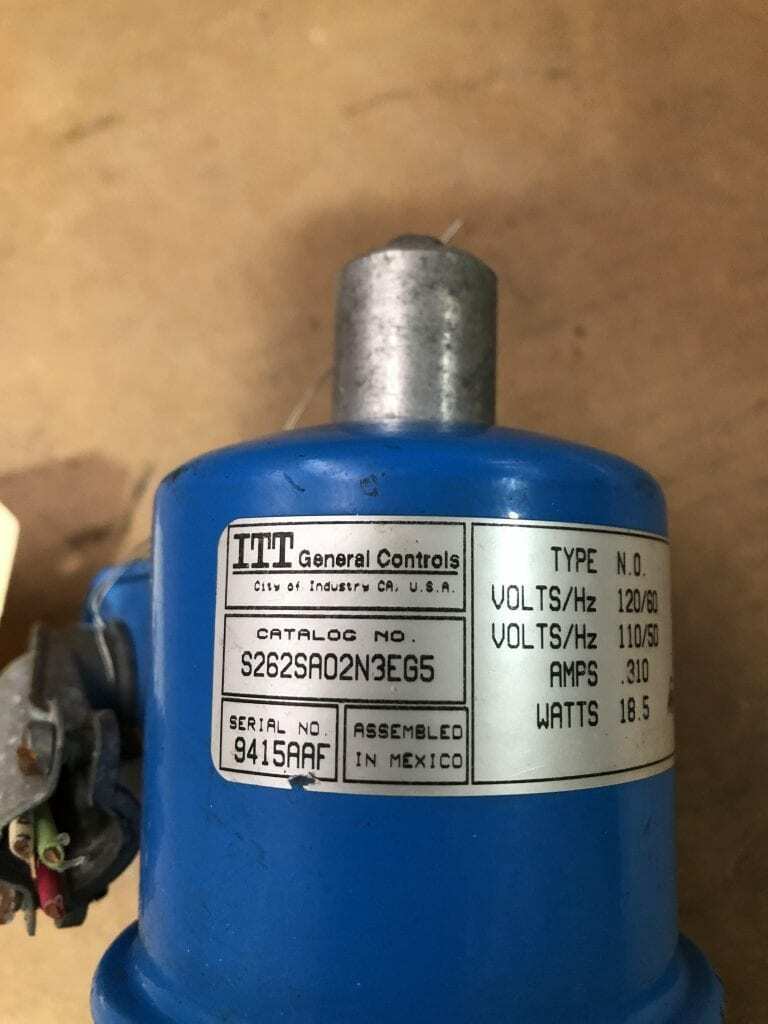 ITT General Controls
City of Industry CA, U.S.A.
CATALOG NO.
S262SA02N3EG5
SERIAL NO.
9415AAF
ASSEMBLED
IN MEXICO
TYPE N.O.
VOLTS/Hz 120/60
VOLTS/Hz 110/50
AMPS .310
WATTS 18.5